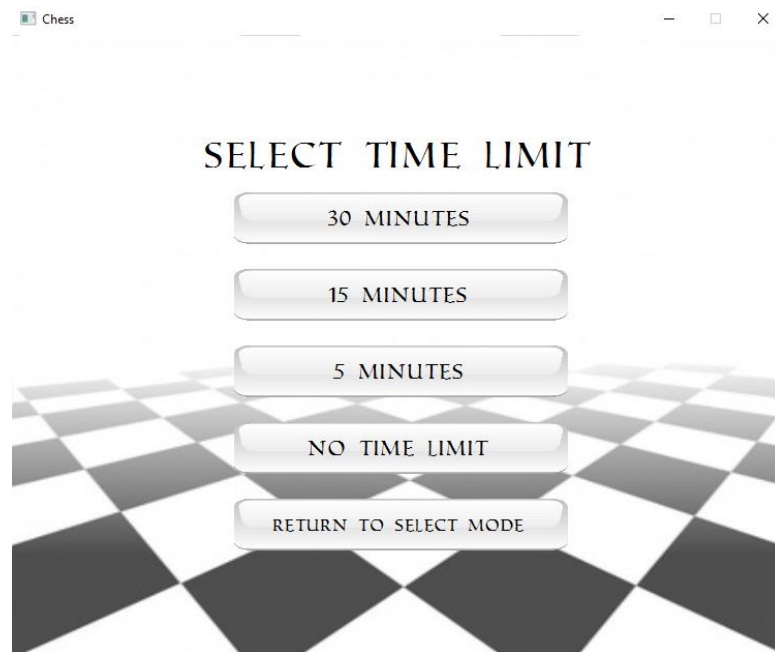 Chess
SELECT TIME LIMIT
30 MINUTES
15 MINUTES
5 MINUTES
NO TIME LIMIT
RETURN TO SELECT MODE